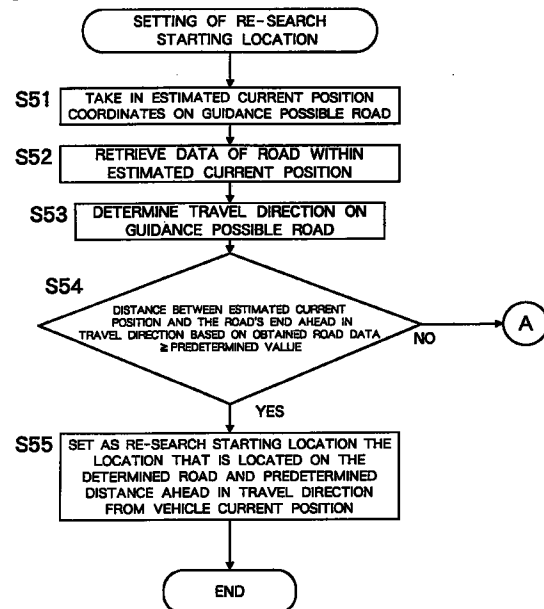 SETTING OF RE-SEARCH
STARTING LOCATION
S51
TAKE IN ESTIMATED CURRENT POSITION
COORDINATES ON GUIDANCE POSSIBLE ROAD
S52
RETRIEVE DATA OF ROAD WITHIN
ESTIMATED CURRENT POSITION
S53
DETERMINE TRAVEL DIRECTION ON
GUIDANCE POSSIBLE ROAD
S54
DISTANCE BETWEEN ESTIMATED CURRENT
POSITION AND THE ROAD'S END AHEAD IN
TRAVEL DIRECTION BASED ON OBTAINED ROAD DATA
≧ PREDETERMINED VALUE
NO
A
YES
S55
SET AS RE-SEARCH STARTING LOCATION THE
LOCATION THAT IS LOCATED ON THE
DETERMINED ROAD AND PREDETERMINED
DISTANCE AHEAD IN TRAVEL DIRECTION
FROM VEHICLE CURRENT POSITION
END